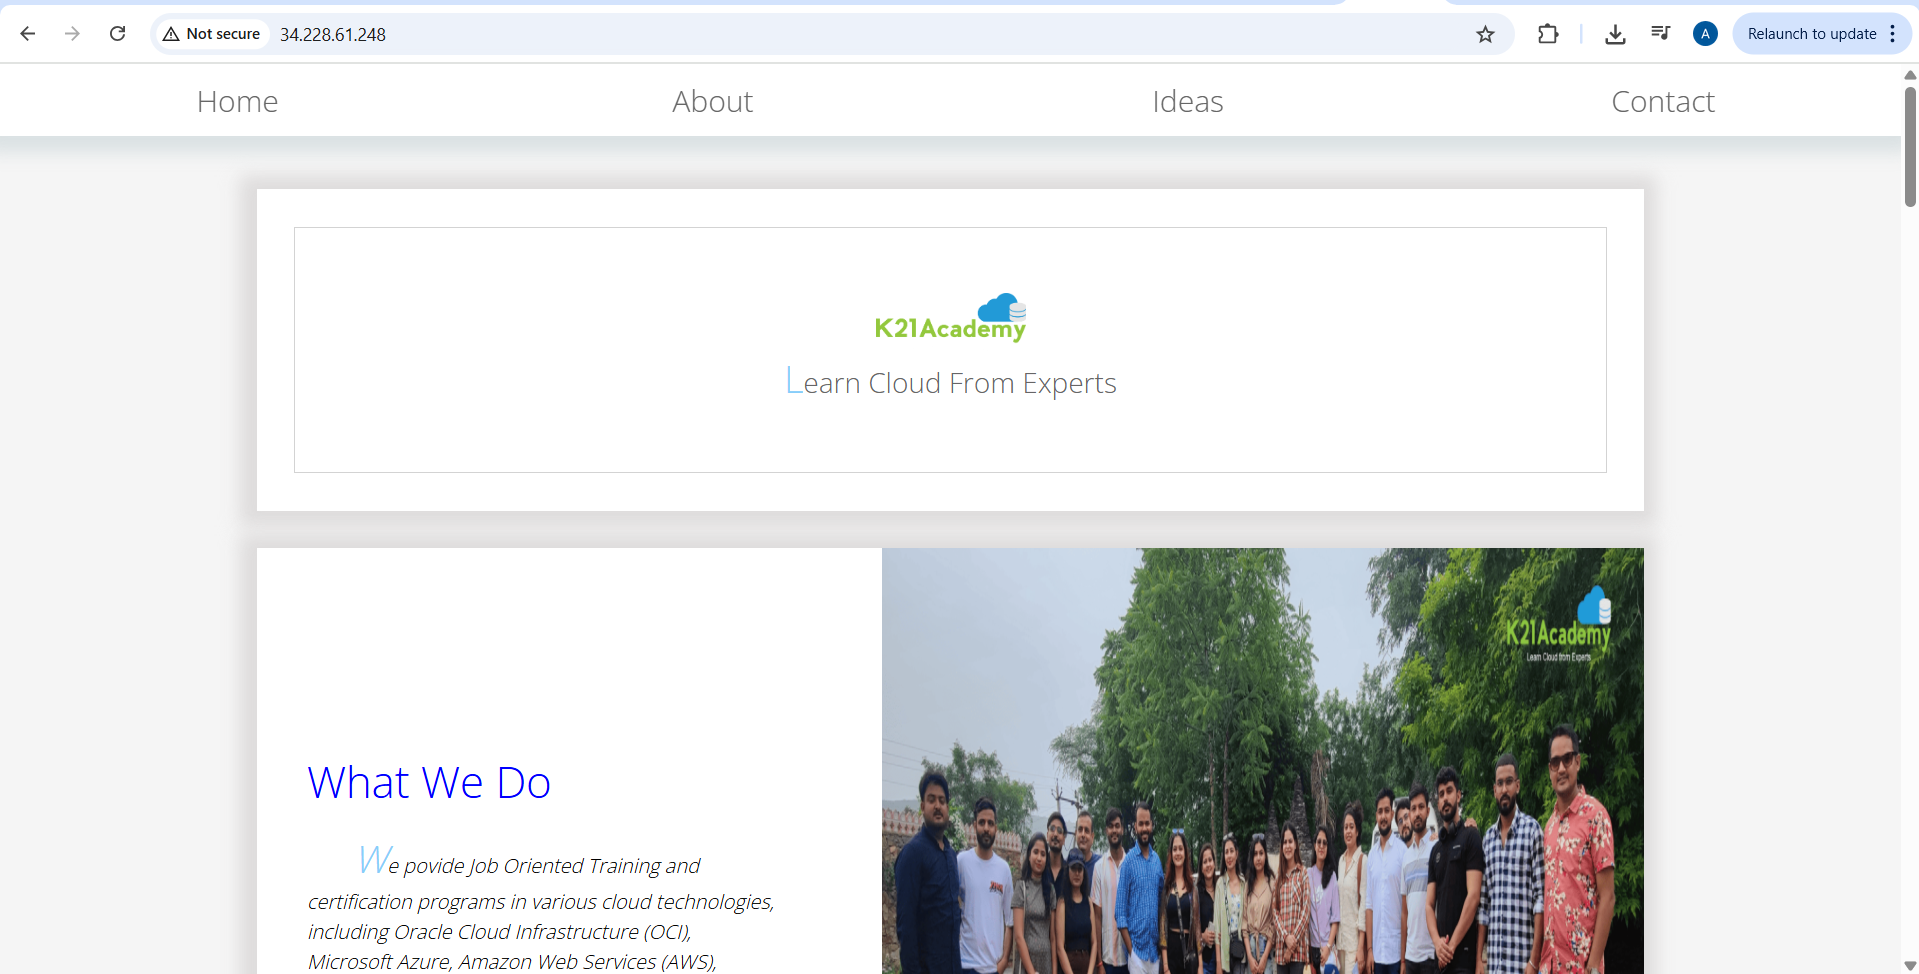 Not secure 34.228.61.248 A Relaunch to update
Home About Ideas Contact
K21Academy
Learn Cloud From Experts
K21Academy
Learn Cloud from Experts
What We Do
We povide Job Oriented Training and
certification programs in various cloud technologies,
including Oracle Cloud Infrastructure (OCI),
Microsoft Azure, Amazon Web Services (AWS),